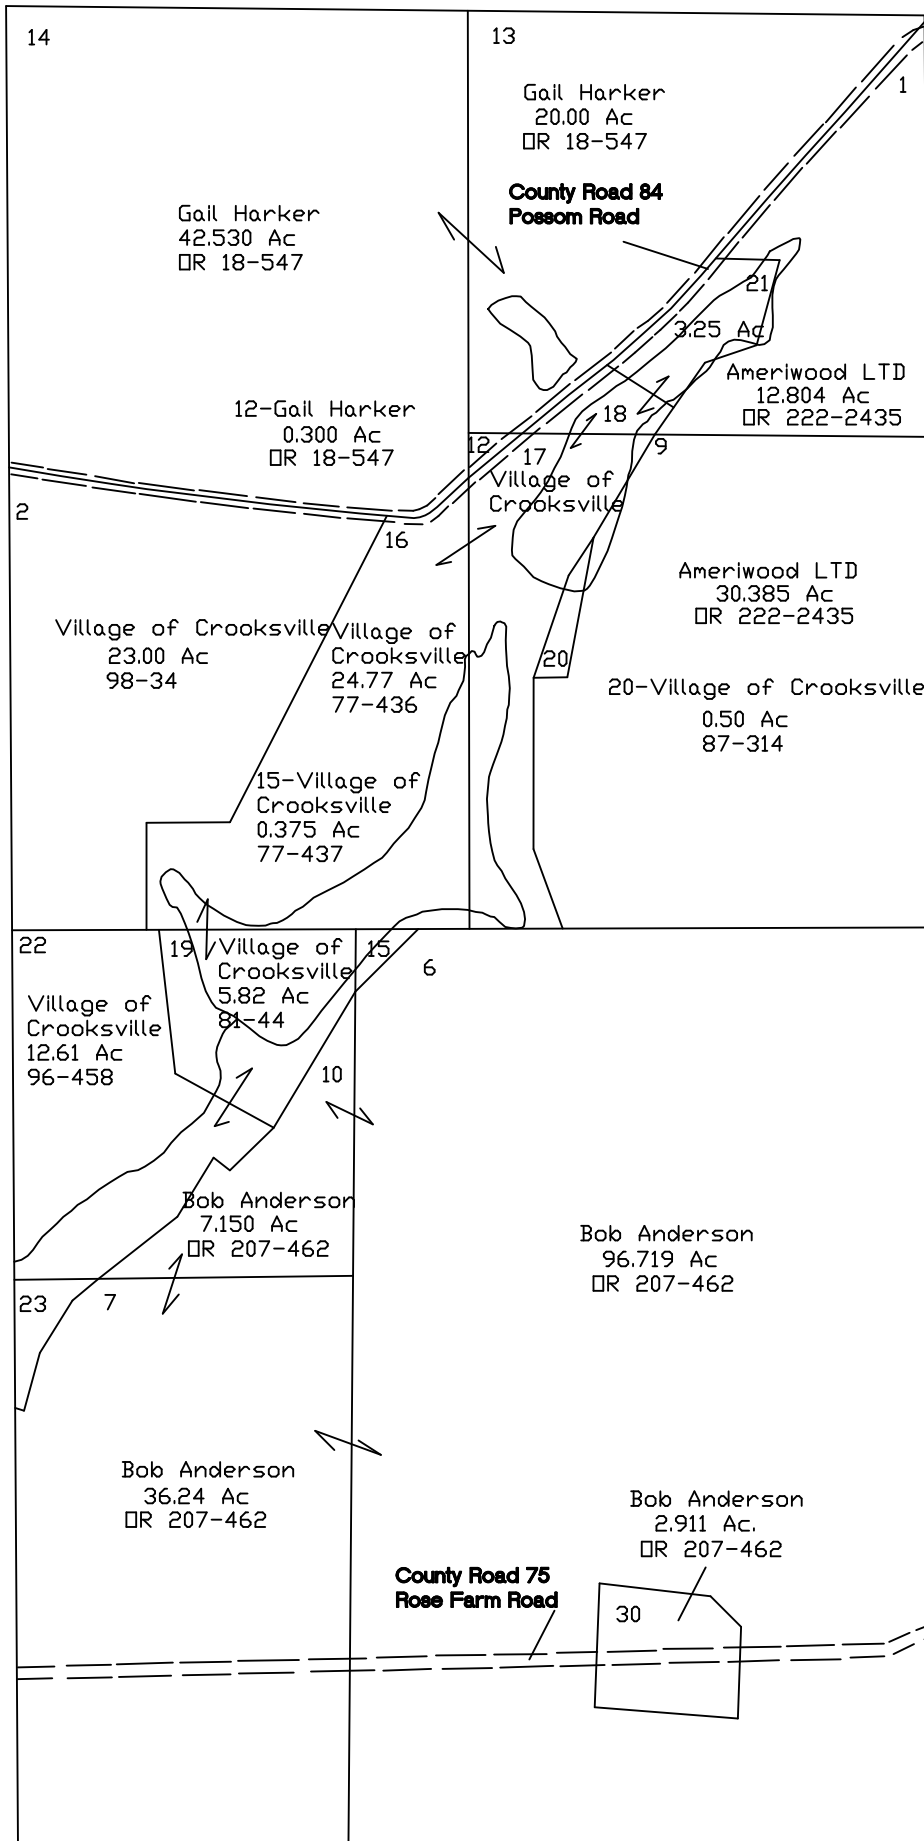 14
13
1
Gail Harker
20.00 Ac
OR 18-547
County Road 84
Possom Road
Gail Harker
42.530 Ac
OR 18-547
21
3.25 Ac
Ameriwood LTD
12.804 Ac
OR 222-2435
12-Gail Harker
0.300 Ac
OR 18-547
18
12
17
9
Village of
Crooksville
2
16
Ameriwood LTD
30.385 Ac
OR 222-2435
Village of Crooksville
23.00 Ac
98-34
Village of
Crooksville
24.77 Ac
77-436
20
20-Village of Crooksville
0.50 Ac
87-314
15-Village of
Crooksville
0.375 Ac
77-437
22
19
Village of
Crooksville
5.82 Ac
81-44
15
6
Village of
Crooksville
12.61 Ac
96-458
10
Bob Anderson
7.150 Ac
OR 207-462
Bob Anderson
96.719 Ac
OR 207-462
23
7
Bob Anderson
36.24 Ac
OR 207-462
Bob Anderson
2.911 Ac.
OR 207-462
County Road 75
Rose Farm Road
30